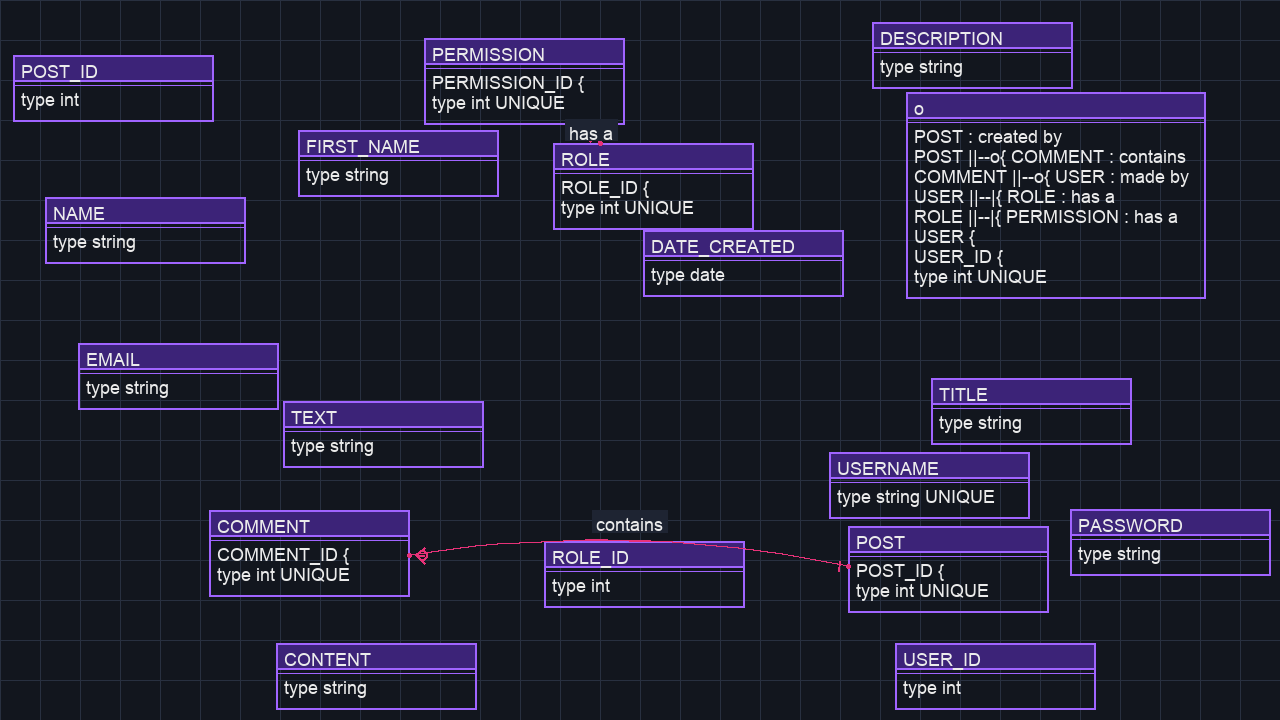 POST_ID
type int
PERMISSION
PERMISSION_ID {
type int UNIQUE
DESCRIPTION
type string
has a
FIRST_NAME
type string
ROLE
ROLE_ID {
type int UNIQUE
o
POST : created by
POST ||--o{ COMMENT : contains
COMMENT ||--o{ USER : made by
USER ||--|{ ROLE : has a
ROLE ||--|{ PERMISSION : has a
USER {
USER_ID {
type int UNIQUE
NAME
type string
DATE_CREATED
type date
EMAIL
type string
TEXT
type string
TITLE
type string
USERNAME
type string UNIQUE
COMMENT
COMMENT_ID {
type int UNIQUE
contains
ROLE_ID
type int
POST
POST_ID {
type int UNIQUE
PASSWORD
type string
CONTENT
type string
USER_ID
type int